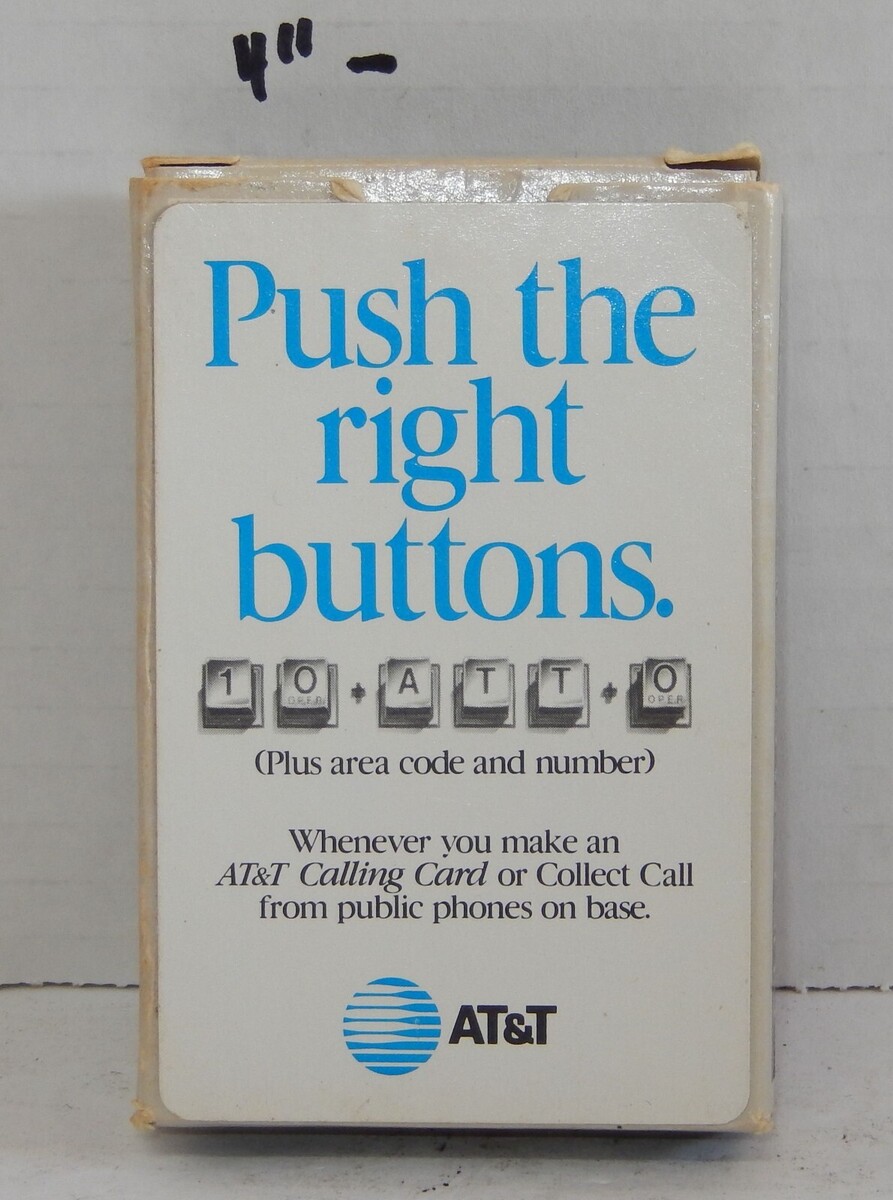 4" -
Push the
right
buttons.
1 0 OPER + A T T + 0 OPER
(Plus area code and number)
Whenever you make an
AT&T Calling Card or Collect Call
from public phones on base.
AT&T